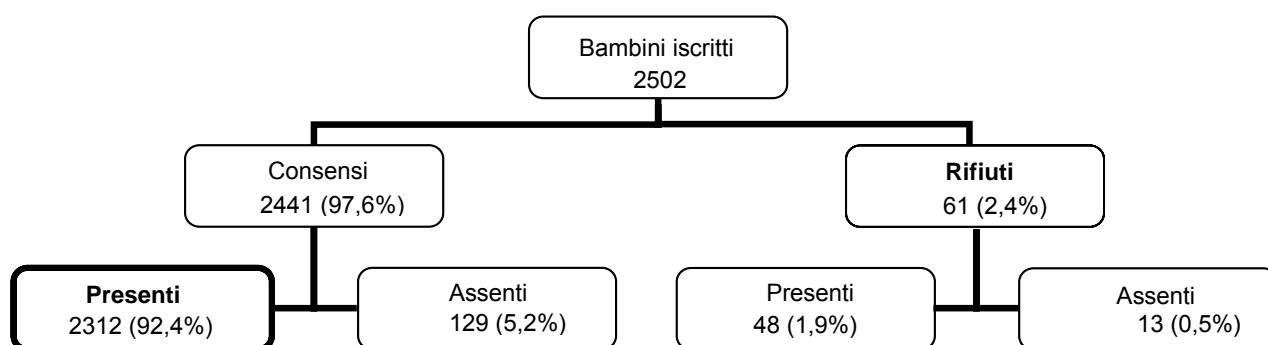 Bambini iscritti
2502
Consensi
2441 (97,6%)
Rifiuti
61 (2,4%)
Presenti
2312 (92,4%)
Assenti
129 (5,2%)
Presenti
48 (1,9%)
Assenti
13 (0,5%)